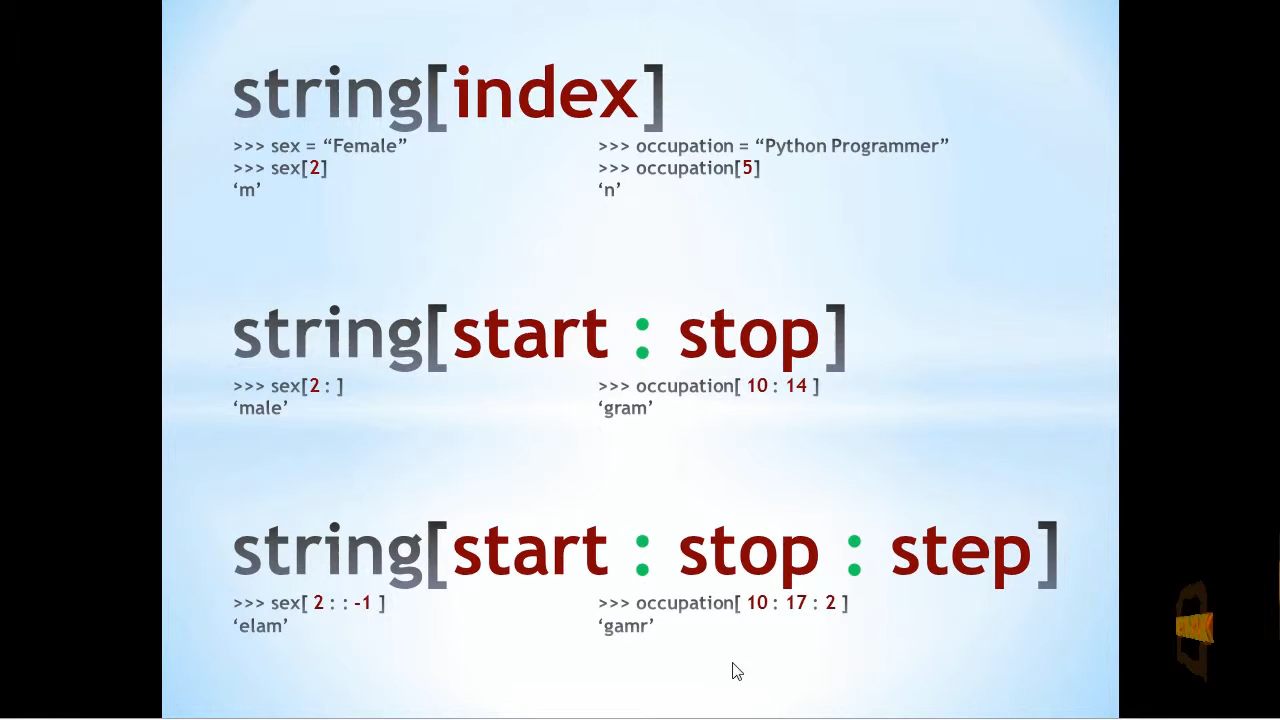 string[index]
>>> sex = “Female”
>>> sex[2]
‘m’
>>> occupation = “Python Programmer”
>>> occupation[5]
‘n’
string[start : stop]
>>> sex[2 : ]
‘male’
>>> occupation[ 10 : 14 ]
‘gram’
string[start : stop : step]
>>> sex[ 2 : : -1 ]
‘elam’
>>> occupation[ 10 : 17 : 2 ]
‘gamr’